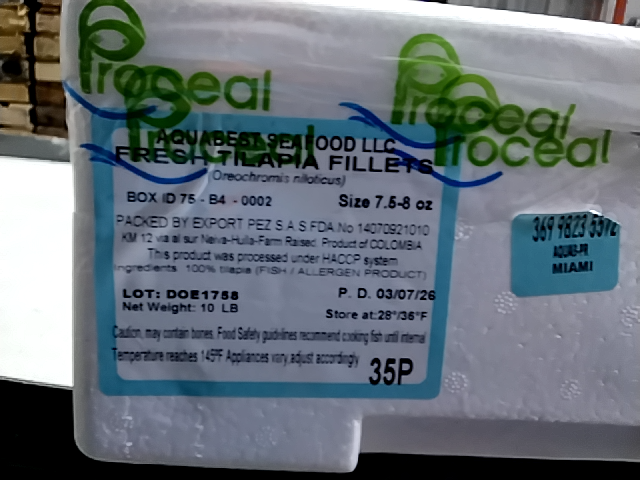 Proceal
Proceal
Proceal
Proceal
AQUABEST SEAFOOD LLC
FRESH TILAPIA FILLETS
(Oreochromis niloticus)
BOX ID 75 - B4 - 0002
Size 7.5-8 oz
PACKED BY EXPORT PEZ S.A.S FDA No 14070921010
KM 12 via al sur Neiva-Huila-Farm Raised. Product of COLOMBIA
This product was processed under HACCP system
Ingredients: 100% tilapia (FISH / ALLERGEN PRODUCT)
LOT: DOE1758
P. D. 03/07/26
Net Weight: 10 LB
Store at:28°/36°F
Caution, may contain bones. Food Safety guidelines recommend cooking fish until internal
Temperature reaches 145°F Appliances vary, adjust accordingly
35P
369 9823
MIAMI